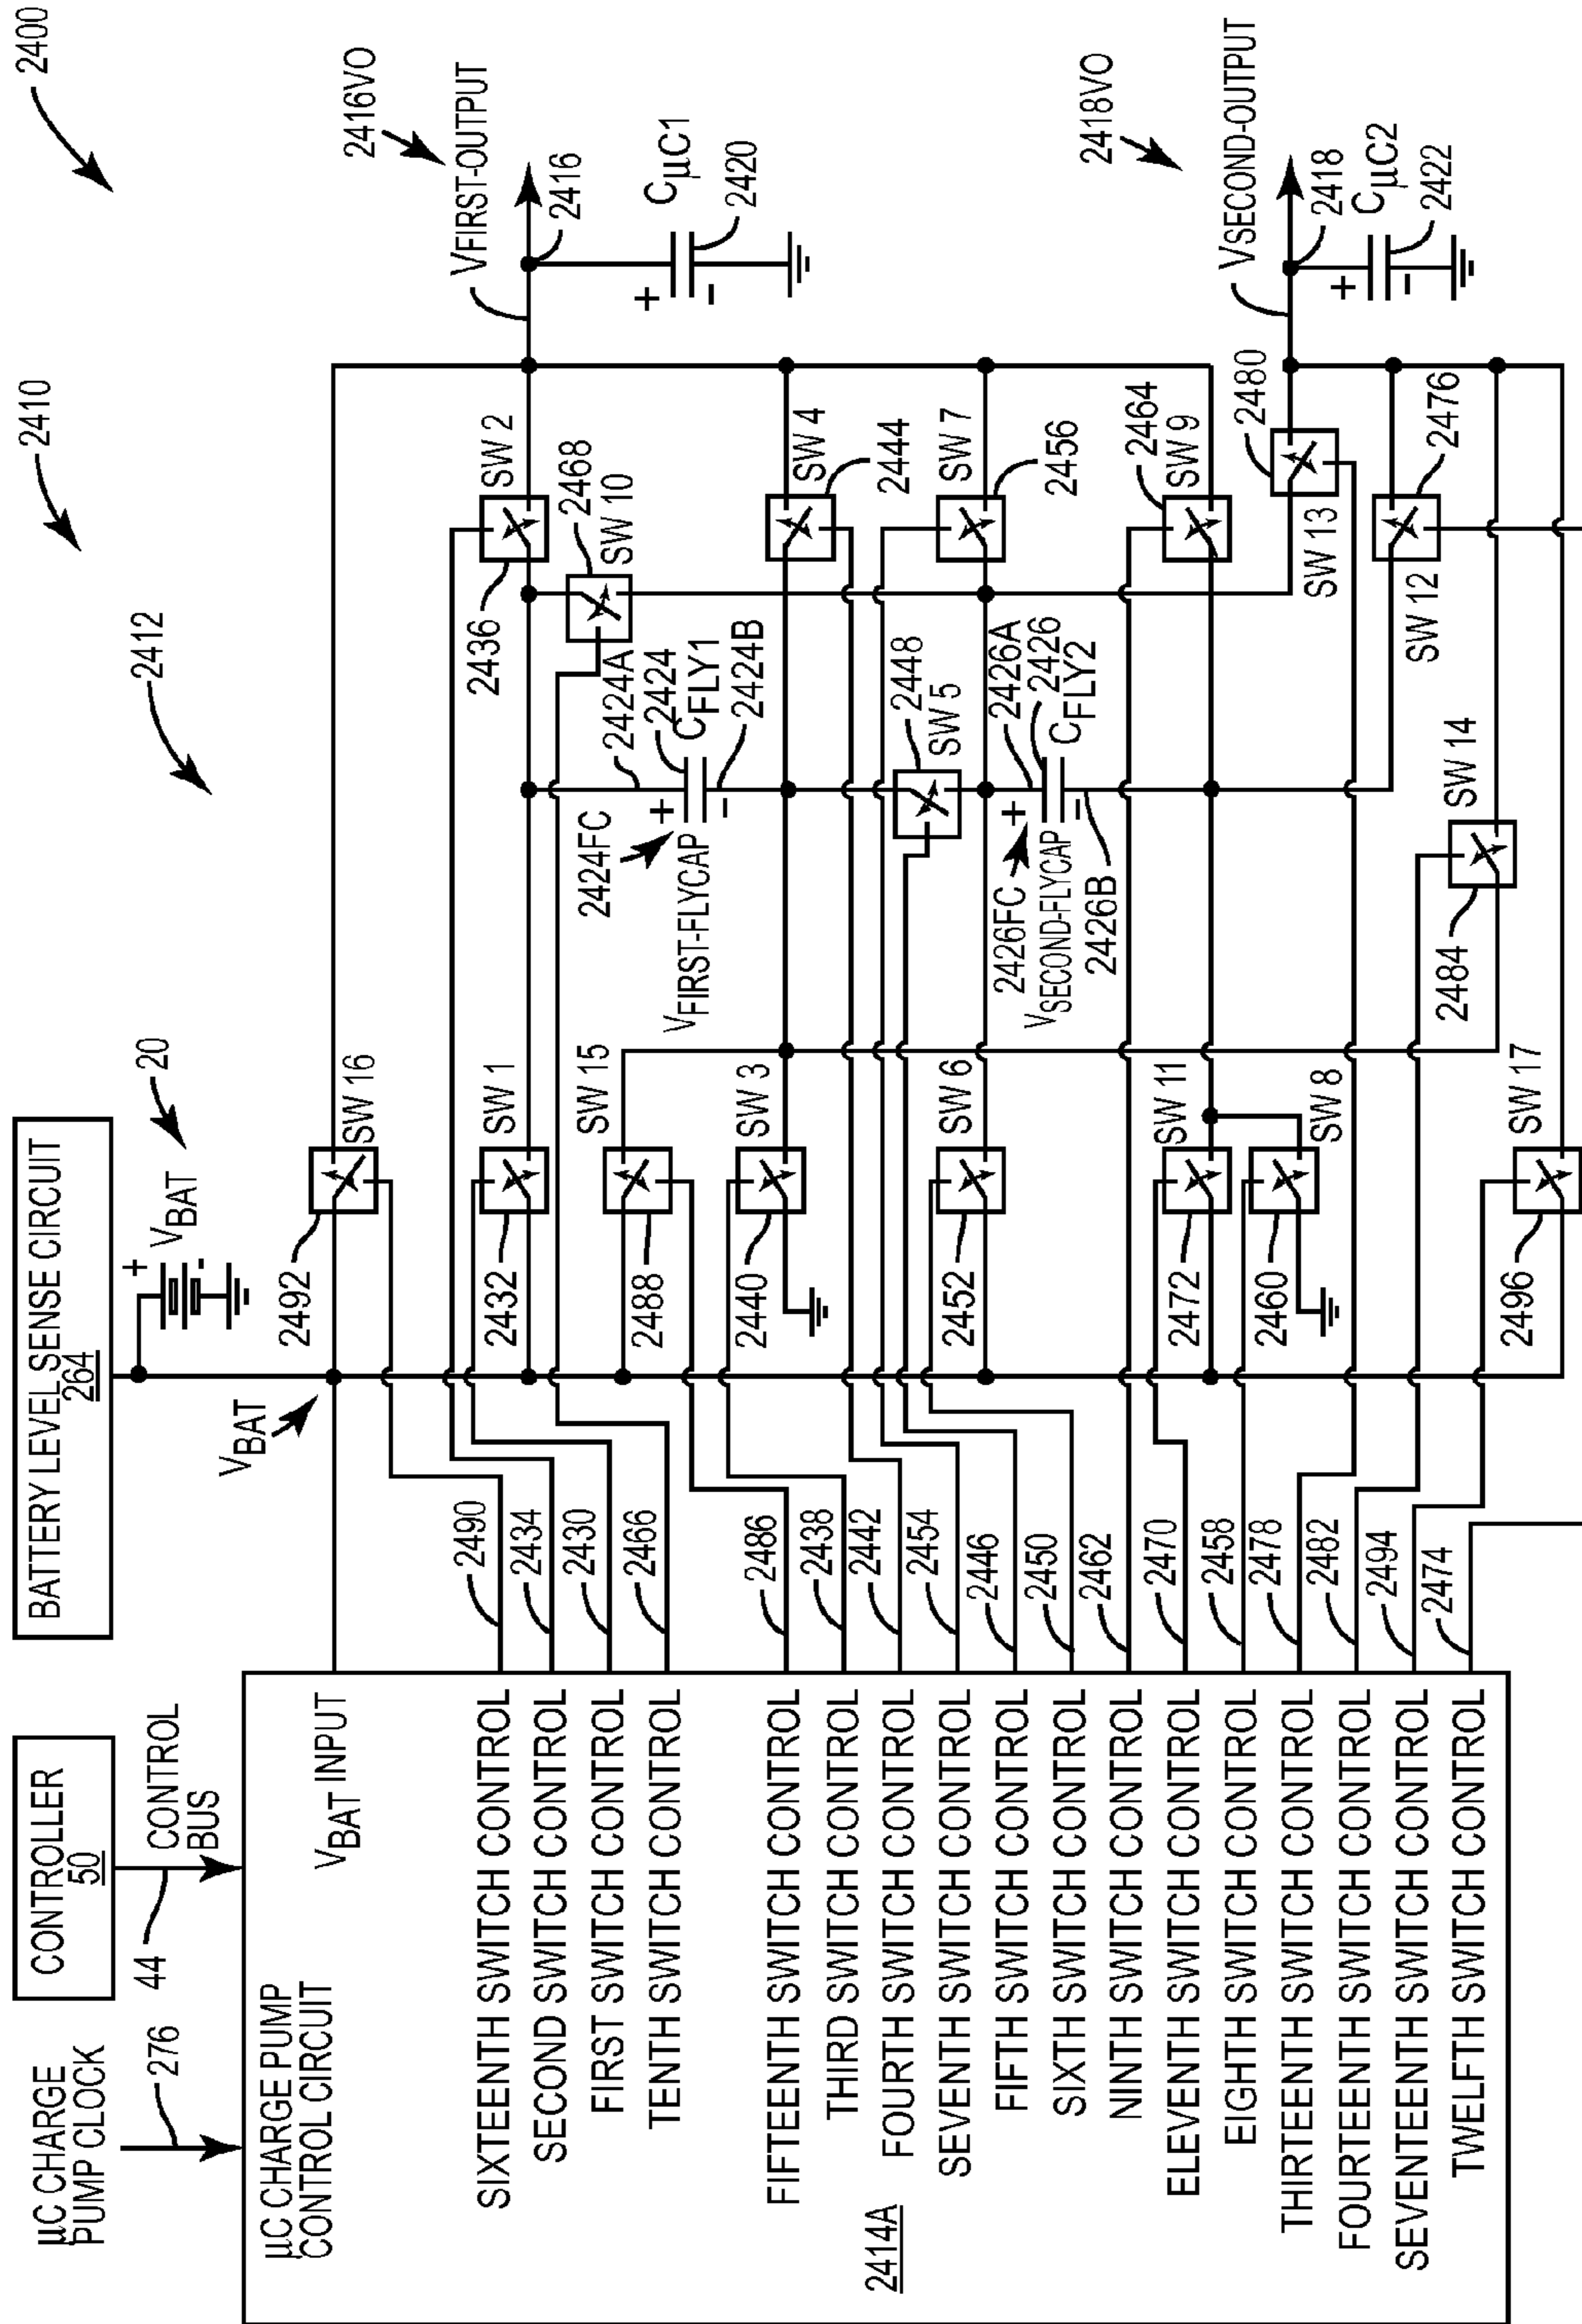 2400
2410
2412
BATTERY LEVEL SENSE CIRCUIT
264
CONTROLLER
50
µC CHARGE
PUMP CLOCK
276
44
CONTROL
BUS
+
VBAT
-
20
VBAT
µC CHARGE PUMP
CONTROL CIRCUIT
VBAT INPUT
2414A
SIXTEENTH SWITCH CONTROL
SECOND SWITCH CONTROL
FIRST SWITCH CONTROL
TENTH SWITCH CONTROL
FIFTEENTH SWITCH CONTROL
THIRD SWITCH CONTROL
FOURTH SWITCH CONTROL
SEVENTH SWITCH CONTROL
FIFTH SWITCH CONTROL
SIXTH SWITCH CONTROL
NINTH SWITCH CONTROL
ELEVENTH SWITCH CONTROL
EIGHTH SWITCH CONTROL
THIRTEENTH SWITCH CONTROL
FOURTEENTH SWITCH CONTROL
SEVENTEENTH SWITCH CONTROL
TWELFTH SWITCH CONTROL
2490
2434
2430
2466
2486
2438
2442
2454
2446
2450
2462
2470
2458
2478
2482
2494
2474
2492
SW 16
2432
SW 1
2488
SW 15
2440
SW 3
2452
SW 6
2472
SW 11
2460
SW 8
2496
SW 17
2436
SW 2
2468
SW 10
2424A
2424
CFLY1
2424B
2424FC
+
-
VFIRST-FLYCAP
SW 4
2444
2448
SW 5
SW 7
2456
2426A
2426
CFLY2
2426FC
+
-
VSECOND-FLYCAP
2426B
2464
SW 9
2480
SW 13
2476
SW 12
SW 14
2484
2416VO
VFIRST-OUTPUT
2416
+
-
CµC1
2420
2418VO
VSECOND-OUTPUT
2418
+
-
CµC2
2422